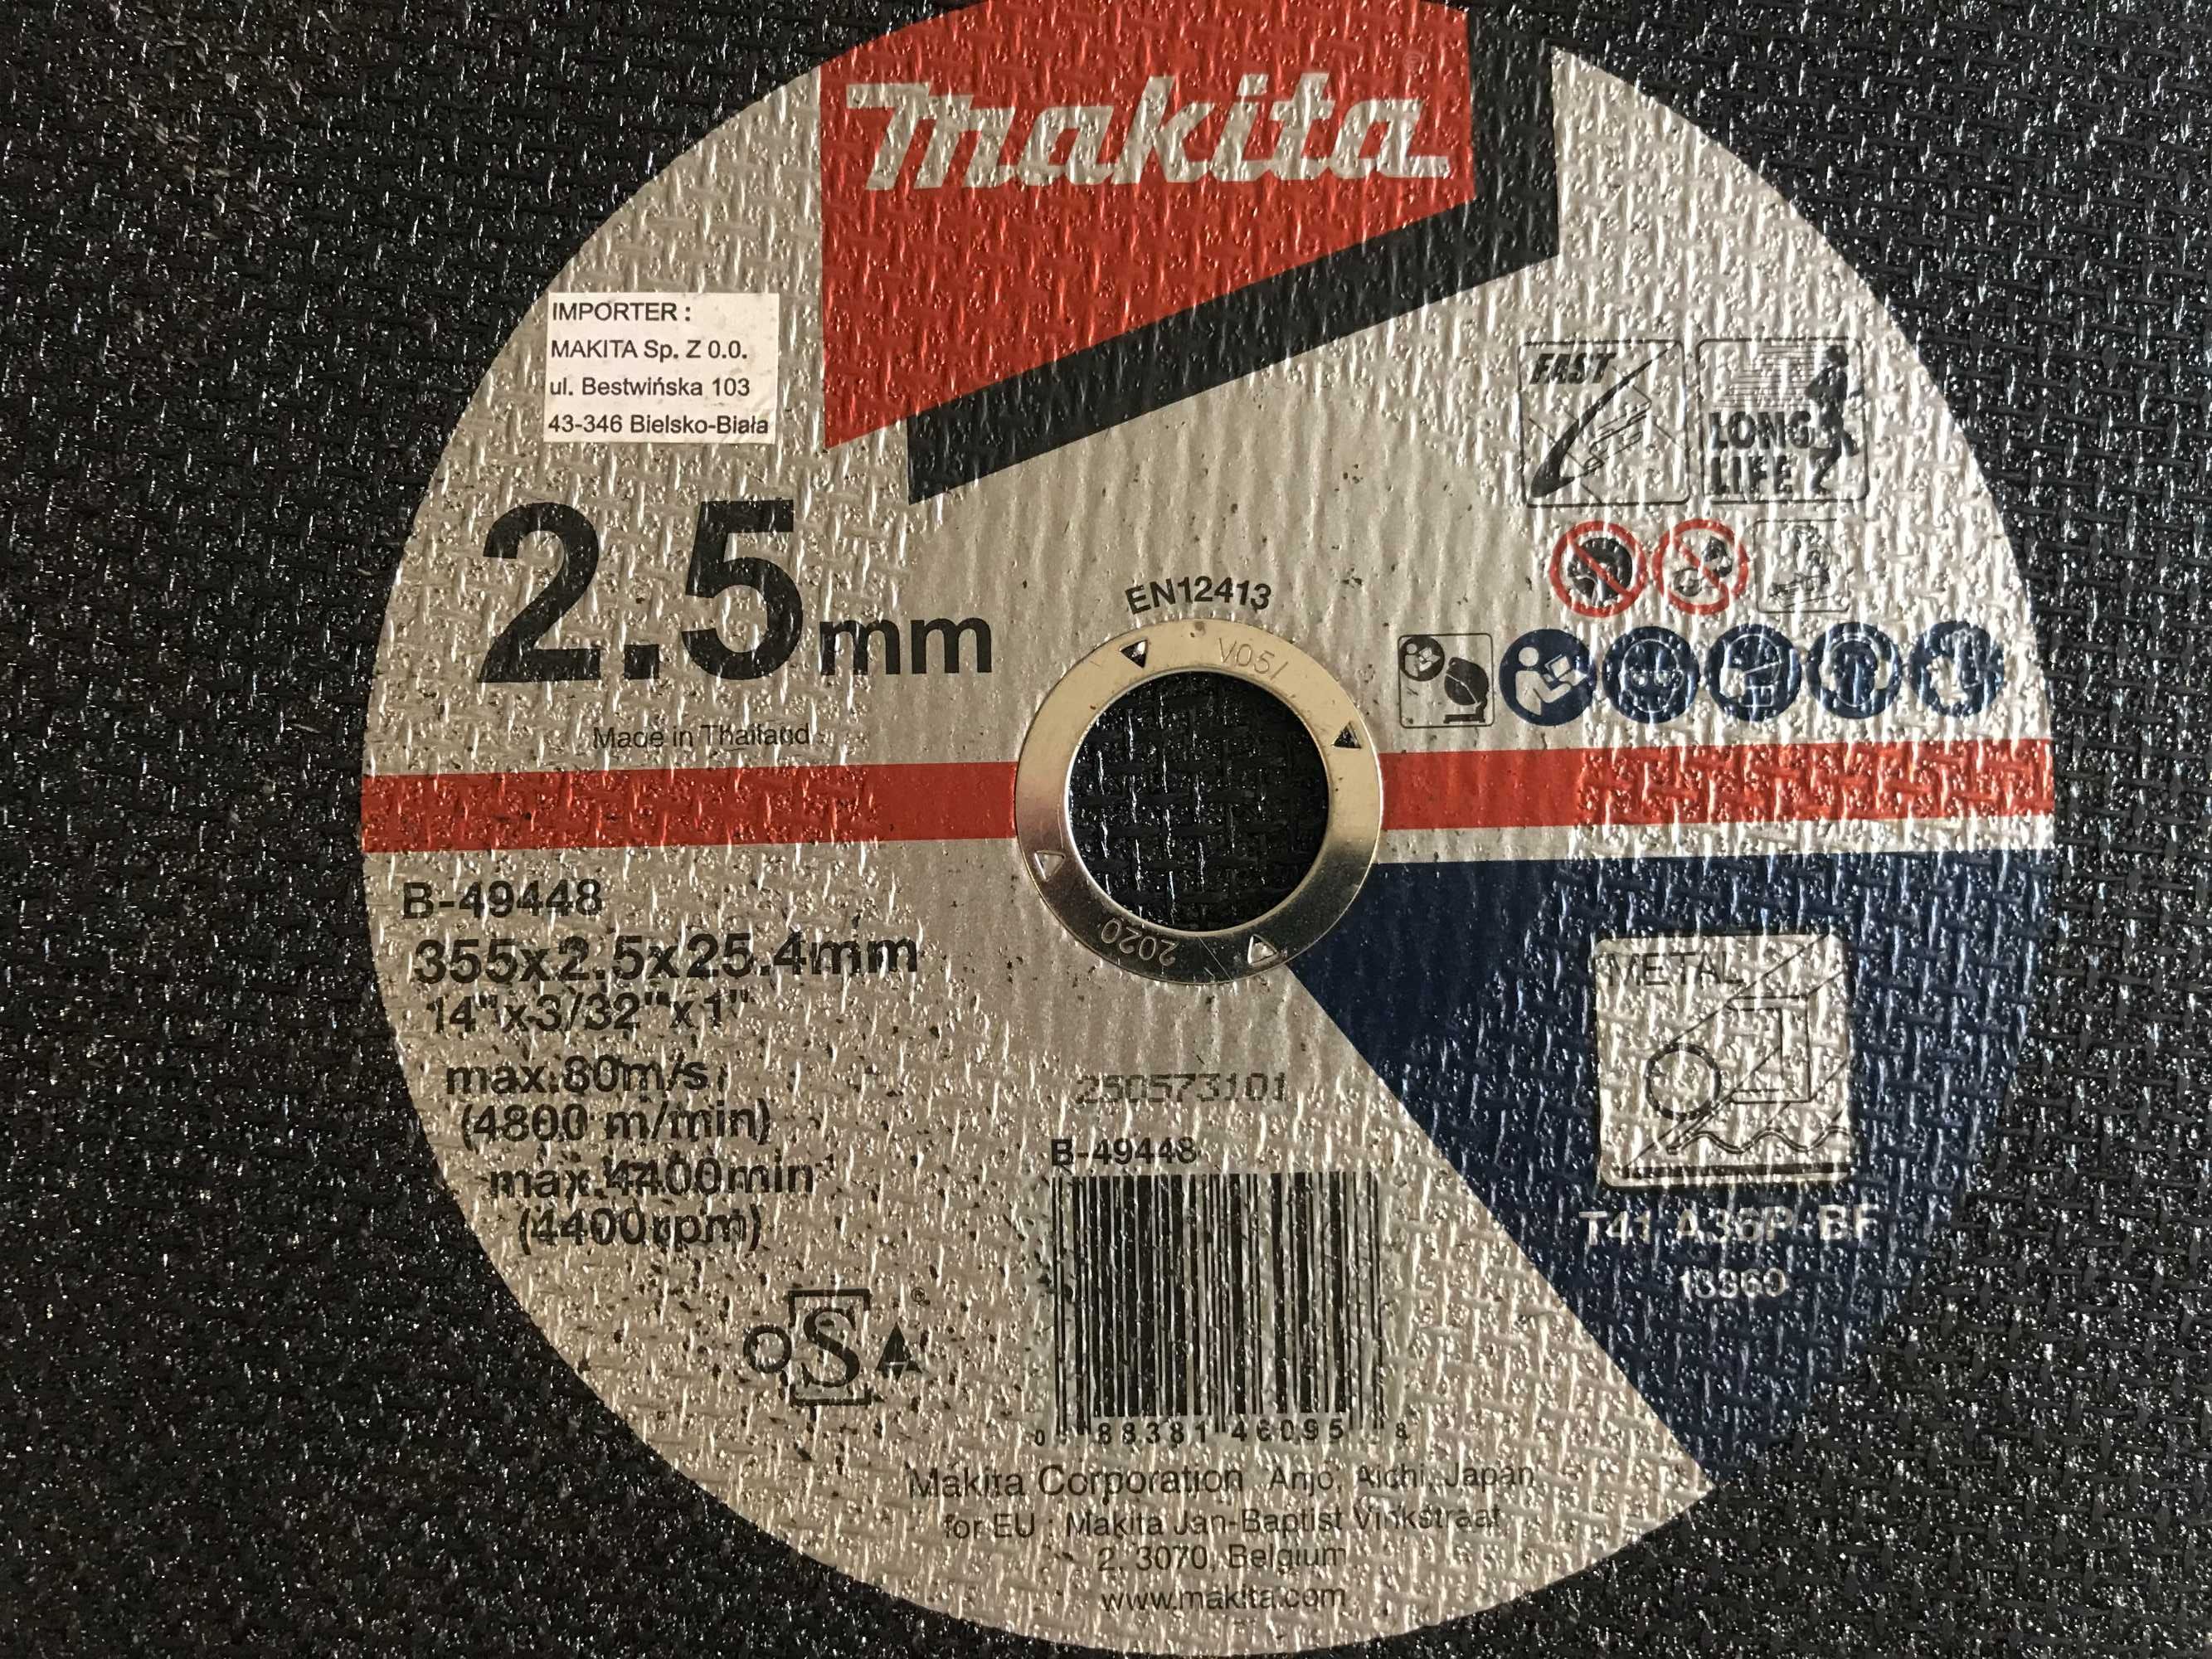 makita
IMPORTER :
MAKITA Sp. Z 0.0.
ul. Bestwińska 103
43-346 Bielsko-Biała
FAST
LONG
LIFE
2.5mm
EN12413
V05/
Made in Thailand
2020
B-49448
355x2.5x25.4mm
14"x3/32"x1"
max.80m/s
(4800 m/min)
max.4400min⁻¹
(4400rpm)
METAL
T41 A36P-BF
13360
250573101
B-49448
oSA
0 88381 46095 8
Makita Corporation Anjo, Aichi, Japan
for EU : Makita Jan-Baptist Vinkstraat
2, 3070, Belgium
www.makita.com